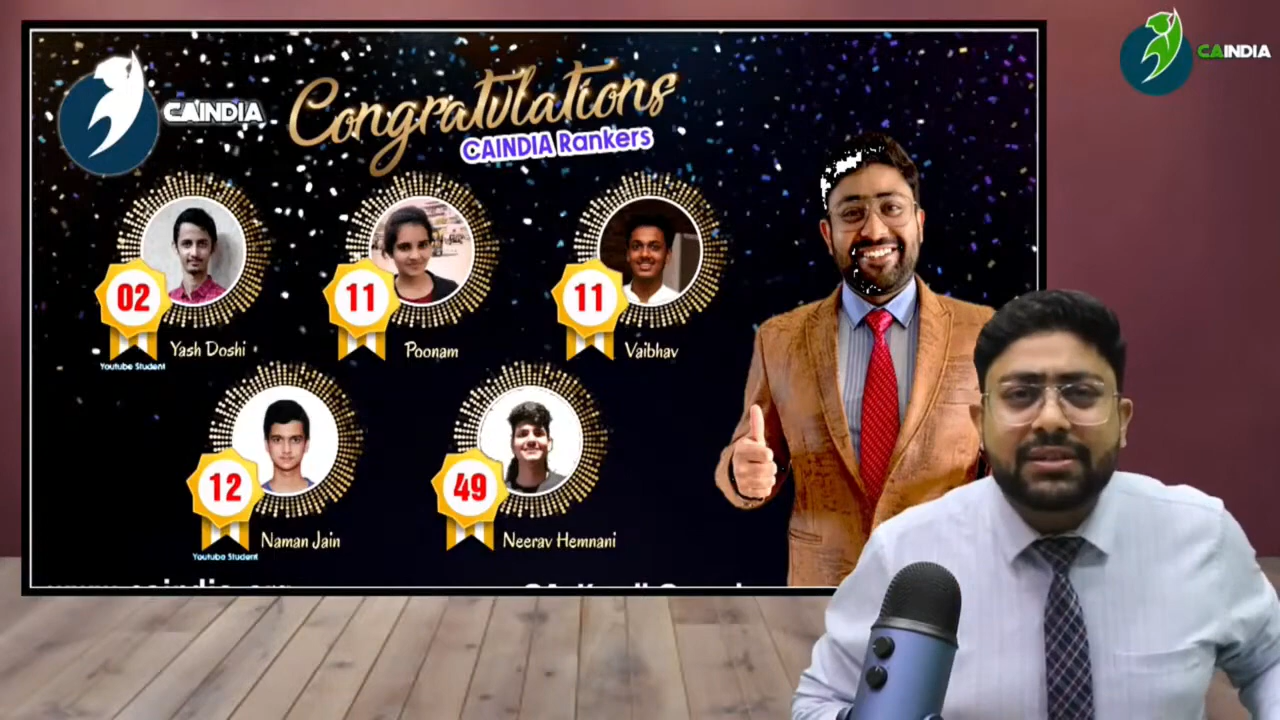 CAINDIA
Congratulations
CAINDIA Rankers
CAINDIA
02
Yash Doshi
Youtube Student
11
Poonam
11
Vaibhav
12
Naman Jain
Youtube Student
49
Neerav Hemnani